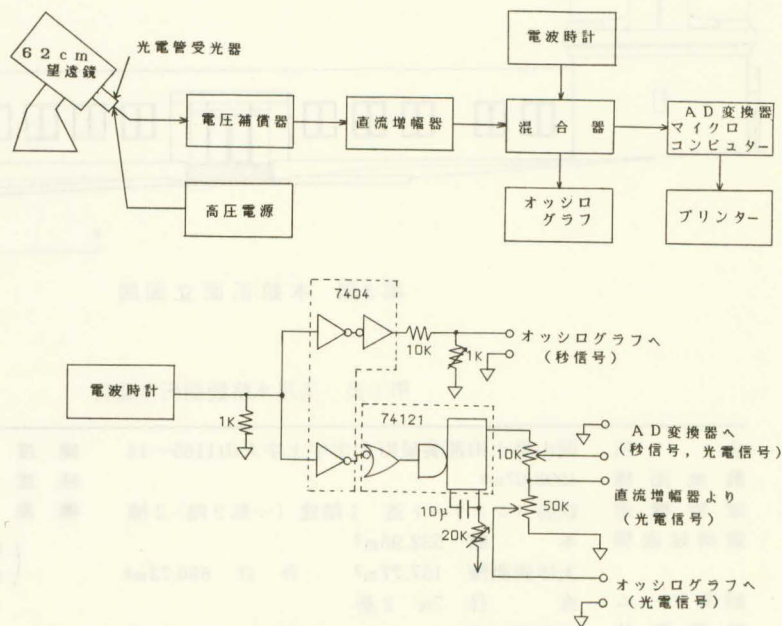 62cm
望遠鏡
光電管受光器
電圧補償器
直流増幅器
高圧電源
電波時計
混合器
オッシロ
グラフ
AD変換器
マイクロ
コンピュター
プリンター
7404
電波時計
1K
10K
1K
オッシログラフへ
(秒信号)
74121
10μ
20K
10K
50K
AD変換器へ
(秒信号,光電信号)
直流増幅器より
(光電信号)
オッシログラフへ
(光電信号)